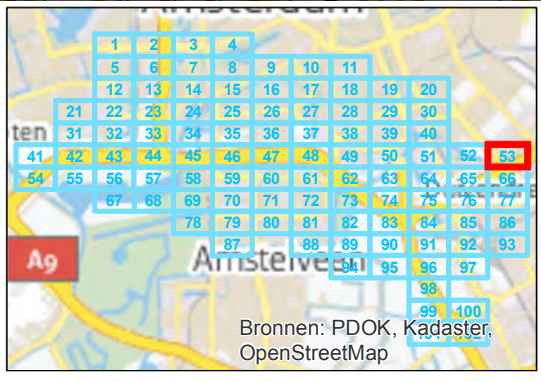 Amsterdam
1 2 3 4
5 6 7 8 9 10 11
12 13 14 15 16 17 18 19 20
21 22 23 24 25 26 27 28 29 30
ten 31 32 33 34 35 36 37 38 39 40
41 42 43 44 45 46 47 48 49 50 51 52 53
54 55 56 57 58 59 60 61 62 63 64 65 66
67 68 69 70 71 72 73 74 75 76 77
78 79 80 81 82 83 84 85 86
87 88 89 90 91 92 93
A9 Amstelveen 94 95 96 97
98
99 100
Bronnen: PDOK, Kadaster,
OpenStreetMap